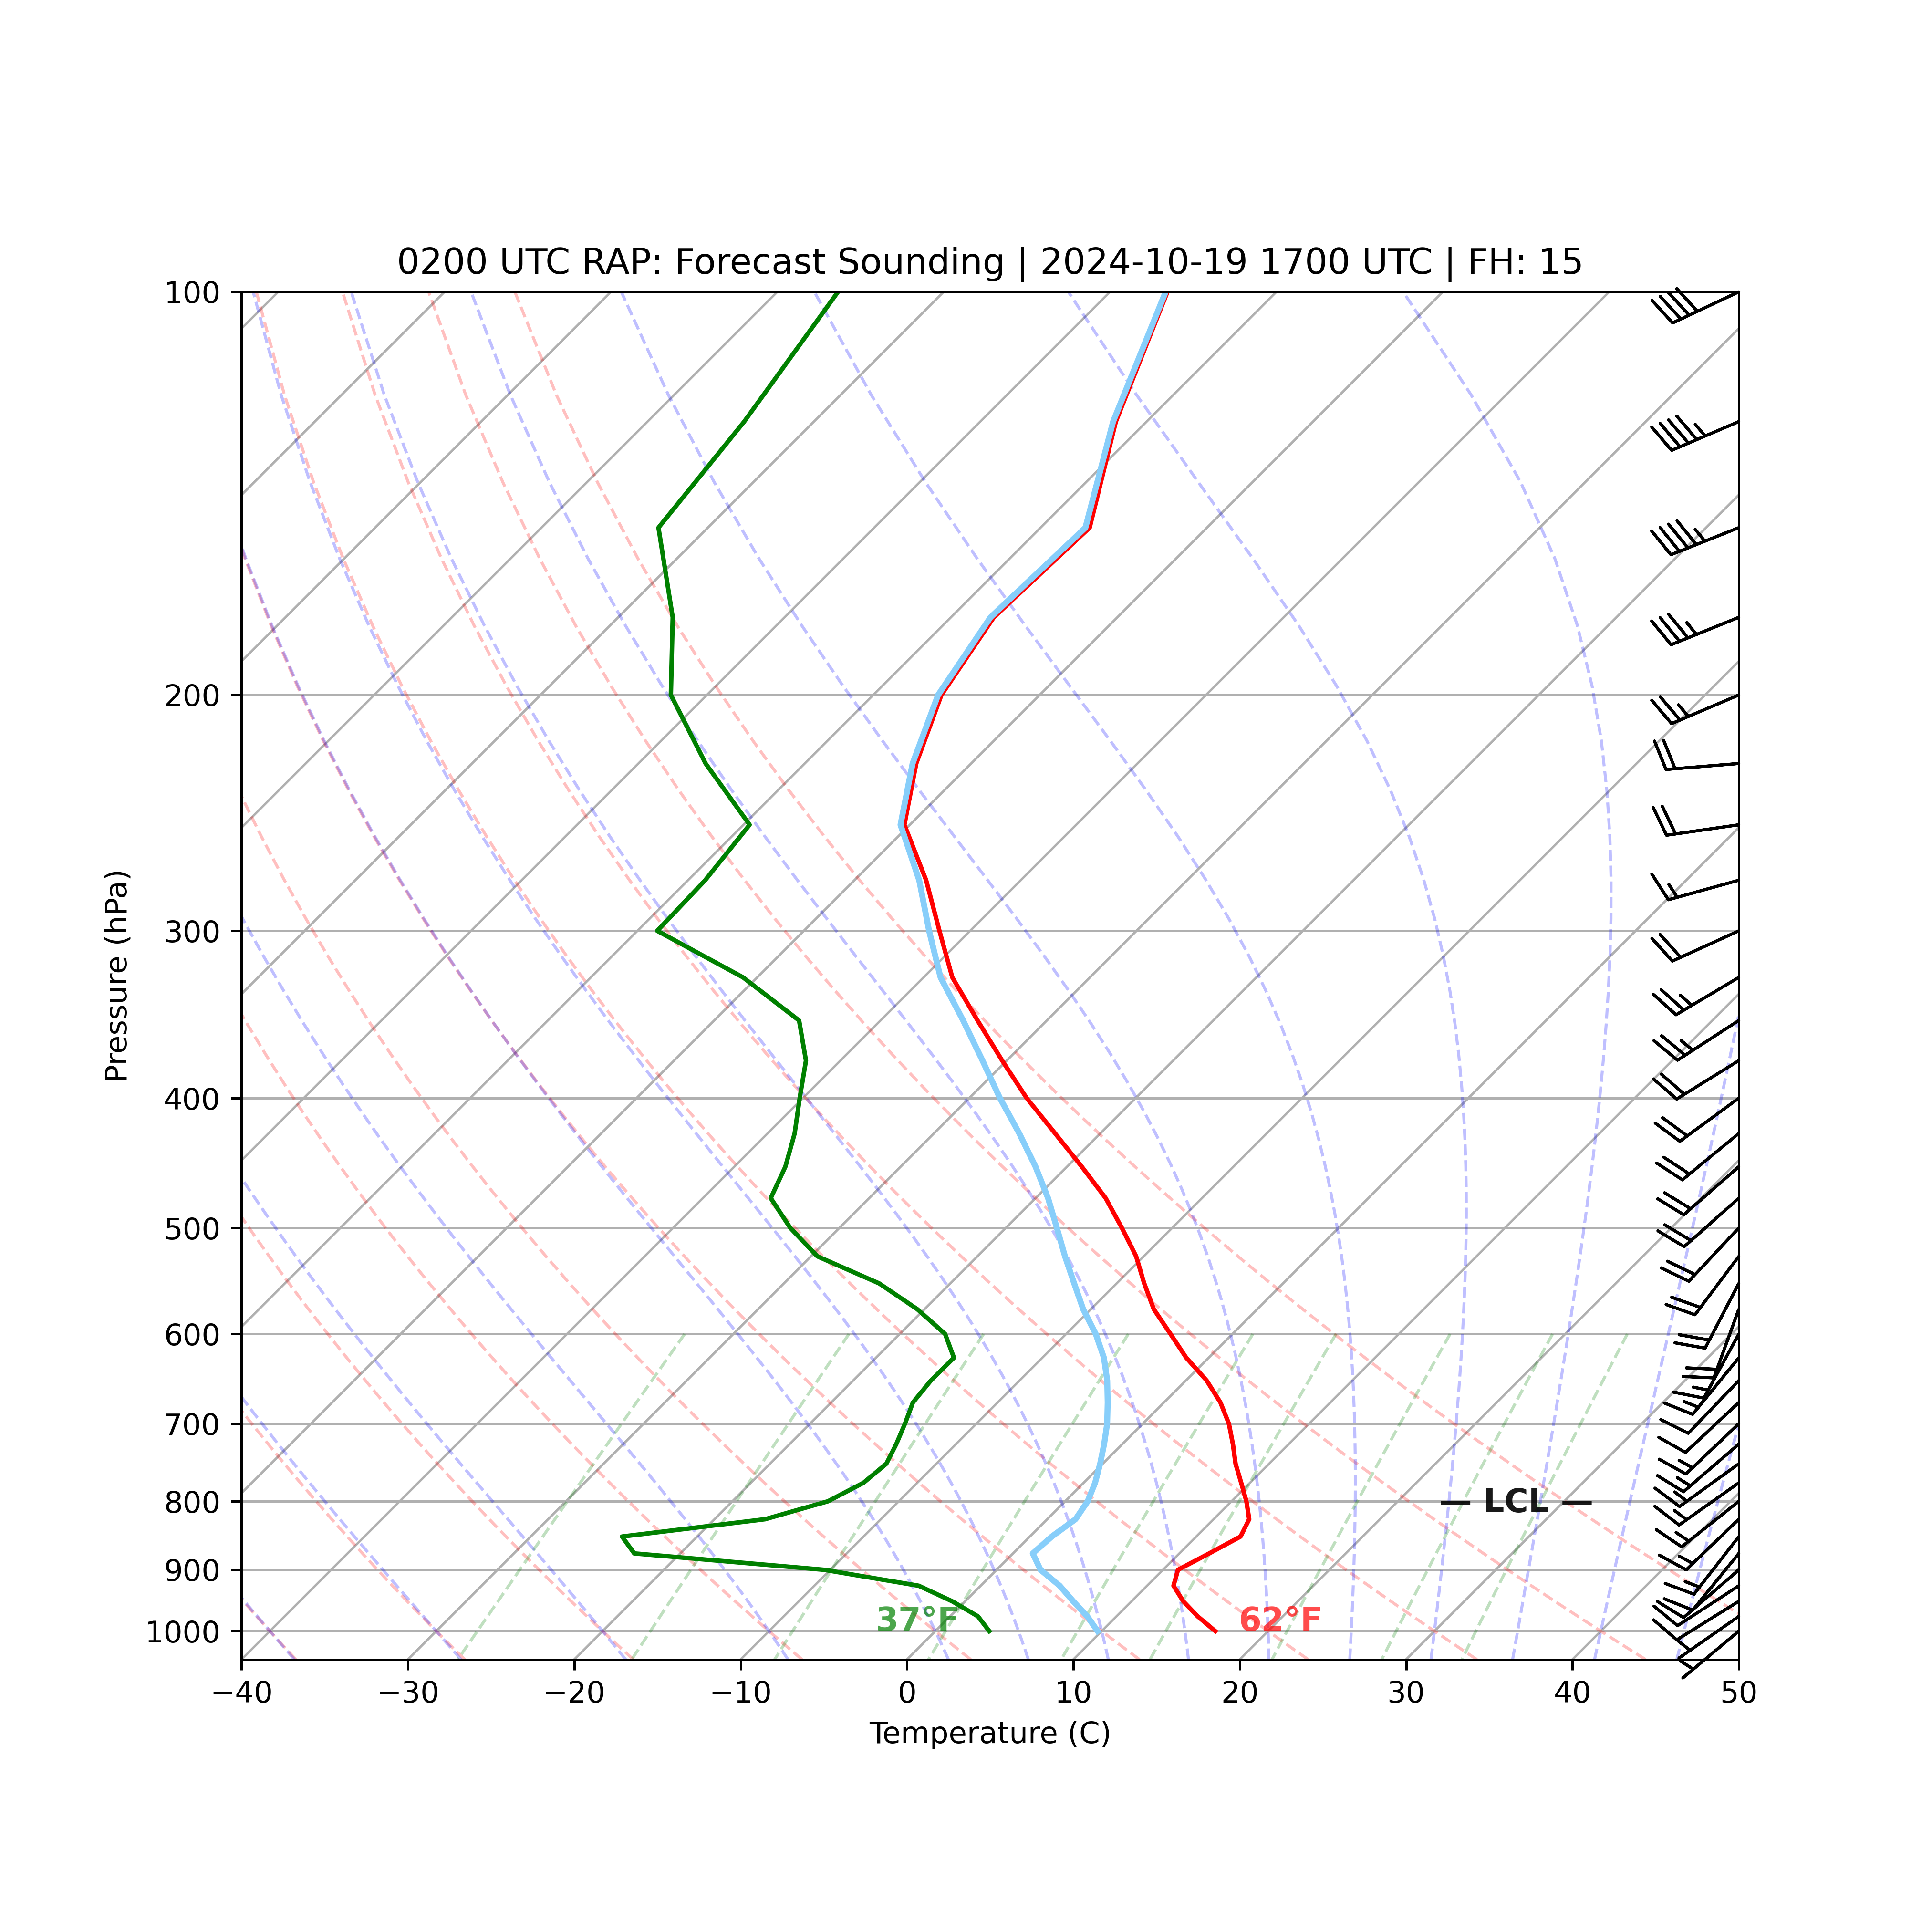 0200 UTC RAP: Forecast Sounding | 2024-10-19 1700 UTC | FH: 15
100
200
300
400
500
600
700
800
900
1000
Pressure (hPa)
— LCL —
37°F
62°F
−40 −30 −20 −10 0 10 20 30 40 50
Temperature (C)